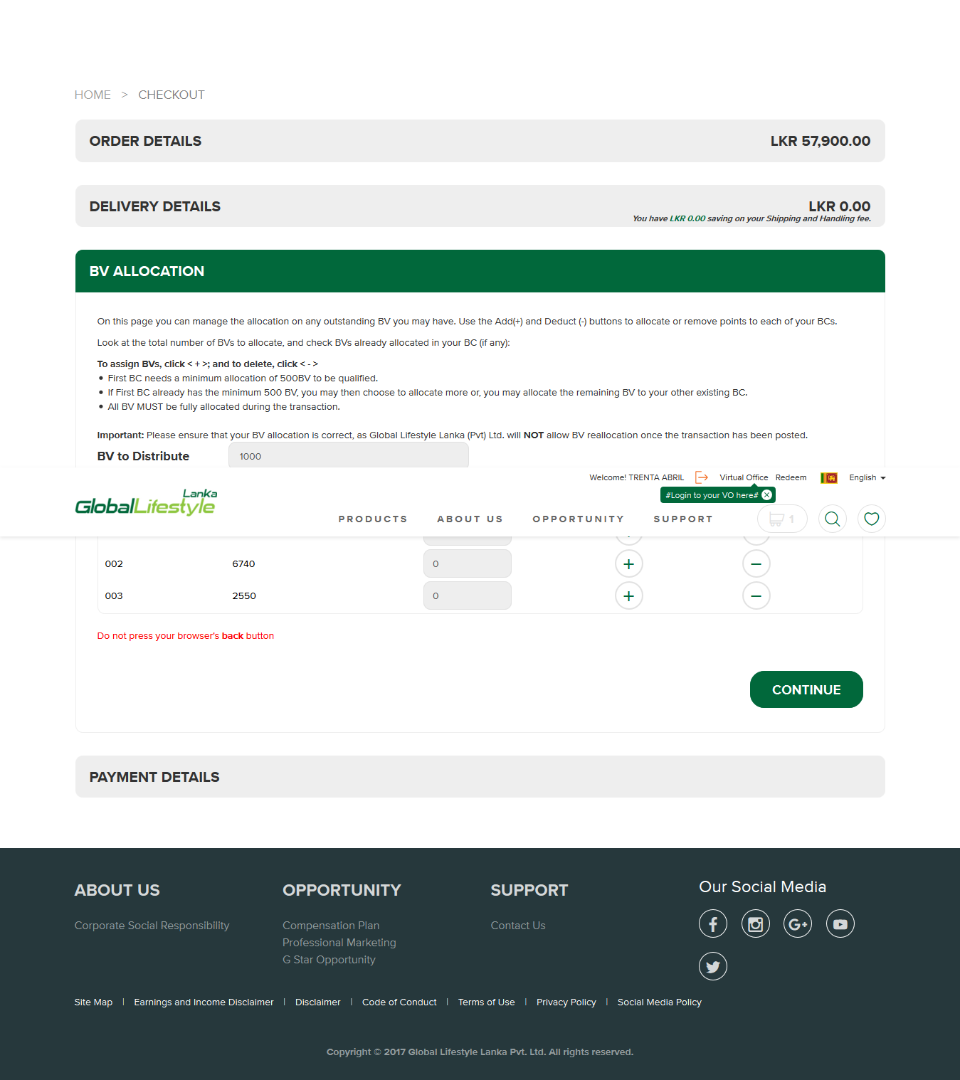 HOME > CHECKOUT
ORDER DETAILS LKR 57,900.00
DELIVERY DETAILS LKR 0.00
You have LKR 0.00 saving on your Shipping and Handling fee.
BV ALLOCATION
On this page you can manage the allocation on any outstanding BV you may have. Use the Add(+) and Deduct (-) buttons to allocate or remove points to each of your BCs.
Look at the total number of BVs to allocate, and check BVs already allocated in your BC (if any):
To assign BVs, click < + >; and to delete, click < - >
• First BC needs a minimum allocation of 500BV to be qualified.
• If First BC already has the minimum 500 BV, you may then choose to allocate more or, you may allocate the remaining BV to your other existing BC.
• All BV MUST be fully allocated during the transaction.
Important: Please ensure that your BV allocation is correct, as Global Lifestyle Lanka (Pvt) Ltd. will NOT allow BV reallocation once the transaction has been posted.
BV to Distribute 1000
Welcome! TRENTA ABRIL Virtual Office Redeem English
#Login to your VO here#
Lanka
GlobalLifestyle
PRODUCTS ABOUT US OPPORTUNITY SUPPORT 1
002 6740 0 + −
003 2550 0 + −
Do not press your browser's back button
CONTINUE
PAYMENT DETAILS
ABOUT US OPPORTUNITY SUPPORT Our Social Media
Corporate Social Responsibility Compensation Plan Contact Us
Professional Marketing
G Star Opportunity
Site Map | Earnings and Income Disclaimer | Disclaimer | Code of Conduct | Terms of Use | Privacy Policy | Social Media Policy
Copyright © 2017 Global Lifestyle Lanka Pvt. Ltd. All rights reserved.